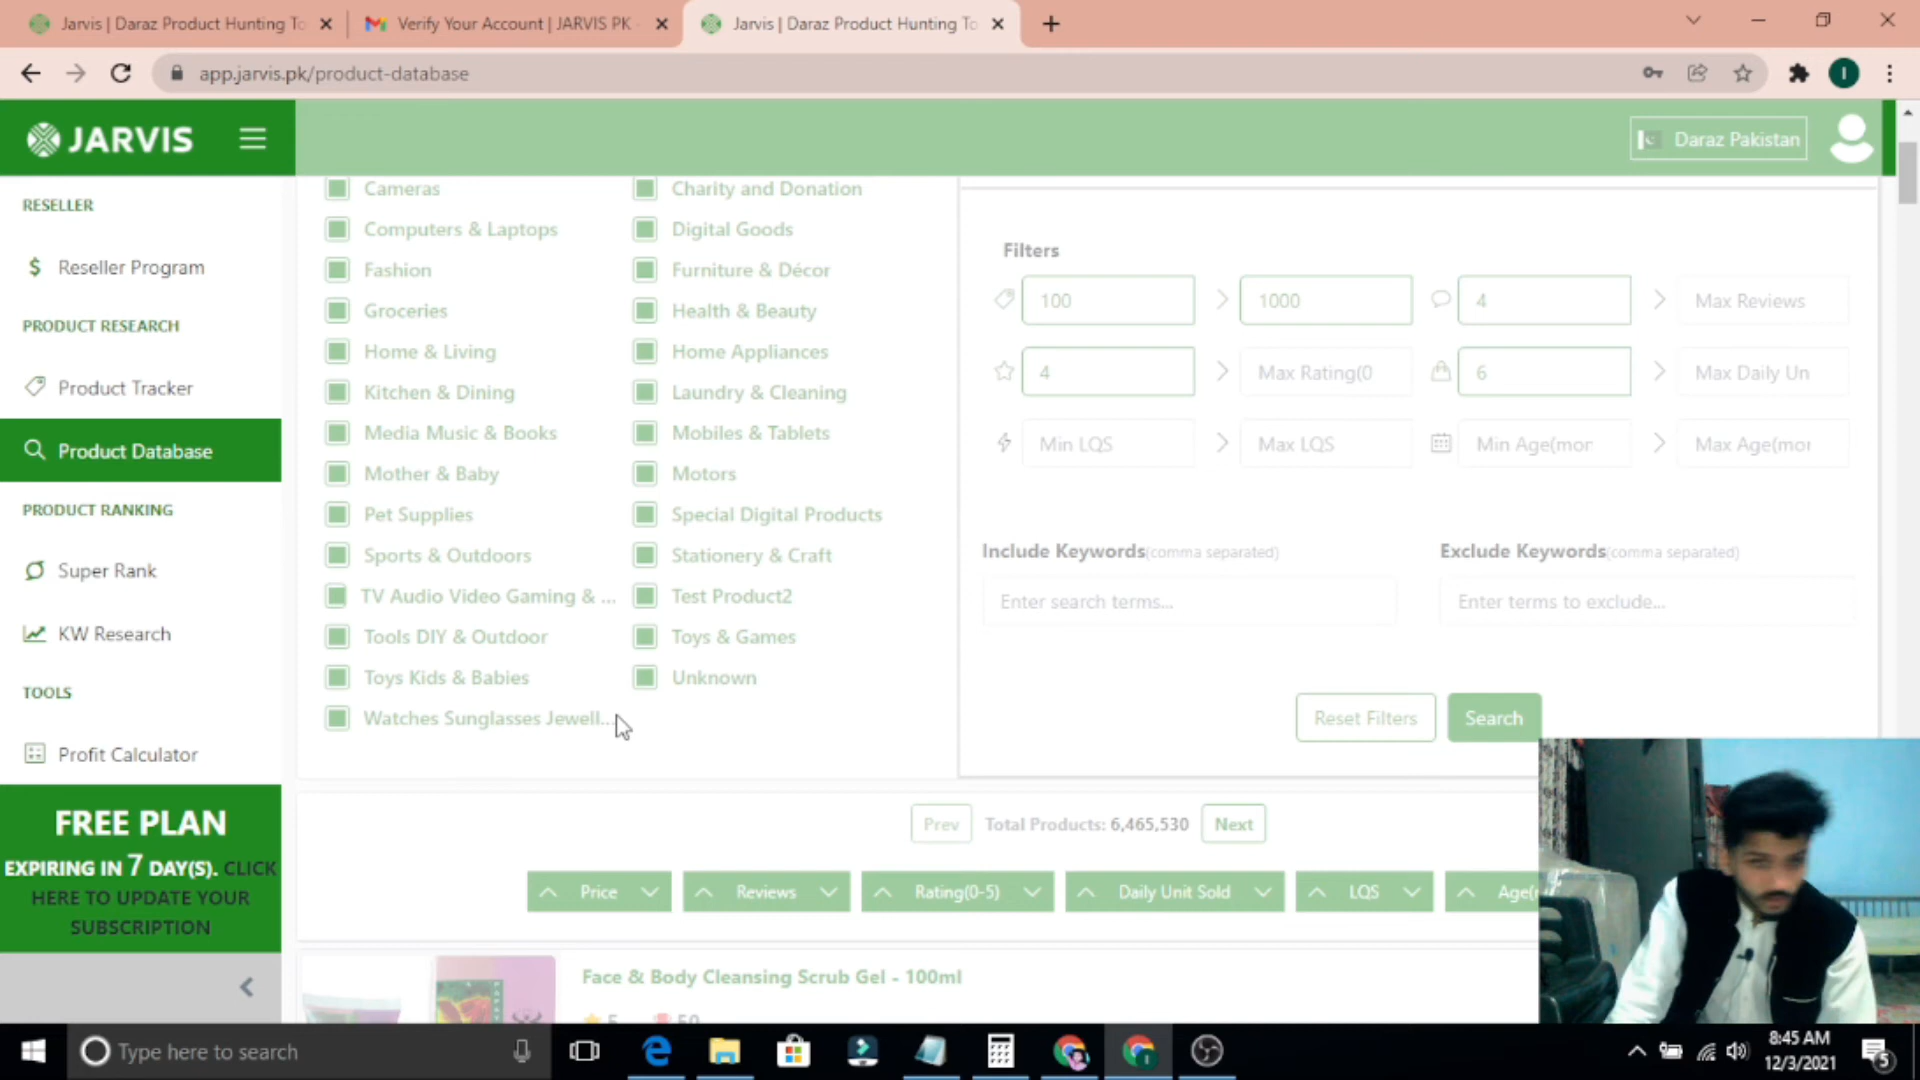 Jarvis | Daraz Product Hunting To
Verify Your Account | JARVIS PK -
Jarvis | Daraz Product Hunting To
app.jarvis.pk/product-database
I
JARVIS
Daraz Pakistan
RESELLER
Reseller Program
PRODUCT RESEARCH
Product Tracker
Product Database
PRODUCT RANKING
Super Rank
KW Research
TOOLS
Profit Calculator
FREE PLAN
EXPIRING IN 7 DAY(S). CLICK
HERE TO UPDATE YOUR
SUBSCRIPTION
Cameras
Charity and Donation
Computers & Laptops
Digital Goods
Fashion
Furniture & Décor
Groceries
Health & Beauty
Home & Living
Home Appliances
Kitchen & Dining
Laundry & Cleaning
Media Music & Books
Mobiles & Tablets
Mother & Baby
Motors
Pet Supplies
Special Digital Products
Sports & Outdoors
Stationery & Craft
TV Audio Video Gaming & ...
Test Product2
Tools DIY & Outdoor
Toys & Games
Toys Kids & Babies
Unknown
Watches Sunglasses Jewell...
Filters
100
1000
4
Max Reviews
4
Max Rating(0
6
Max Daily Un
Min LQS
Max LQS
Min Age(mor
Max Age(mor
Include Keywords(comma separated)
Exclude Keywords(comma separated)
Enter search terms...
Enter terms to exclude...
Reset Filters
Search
Prev
Total Products: 6,465,530
Next
Price
Reviews
Rating(0-5)
Daily Unit Sold
LQS
Age(
Face & Body Cleansing Scrub Gel - 100ml
5
50
Type here to search
8:45 AM
12/3/2021
5